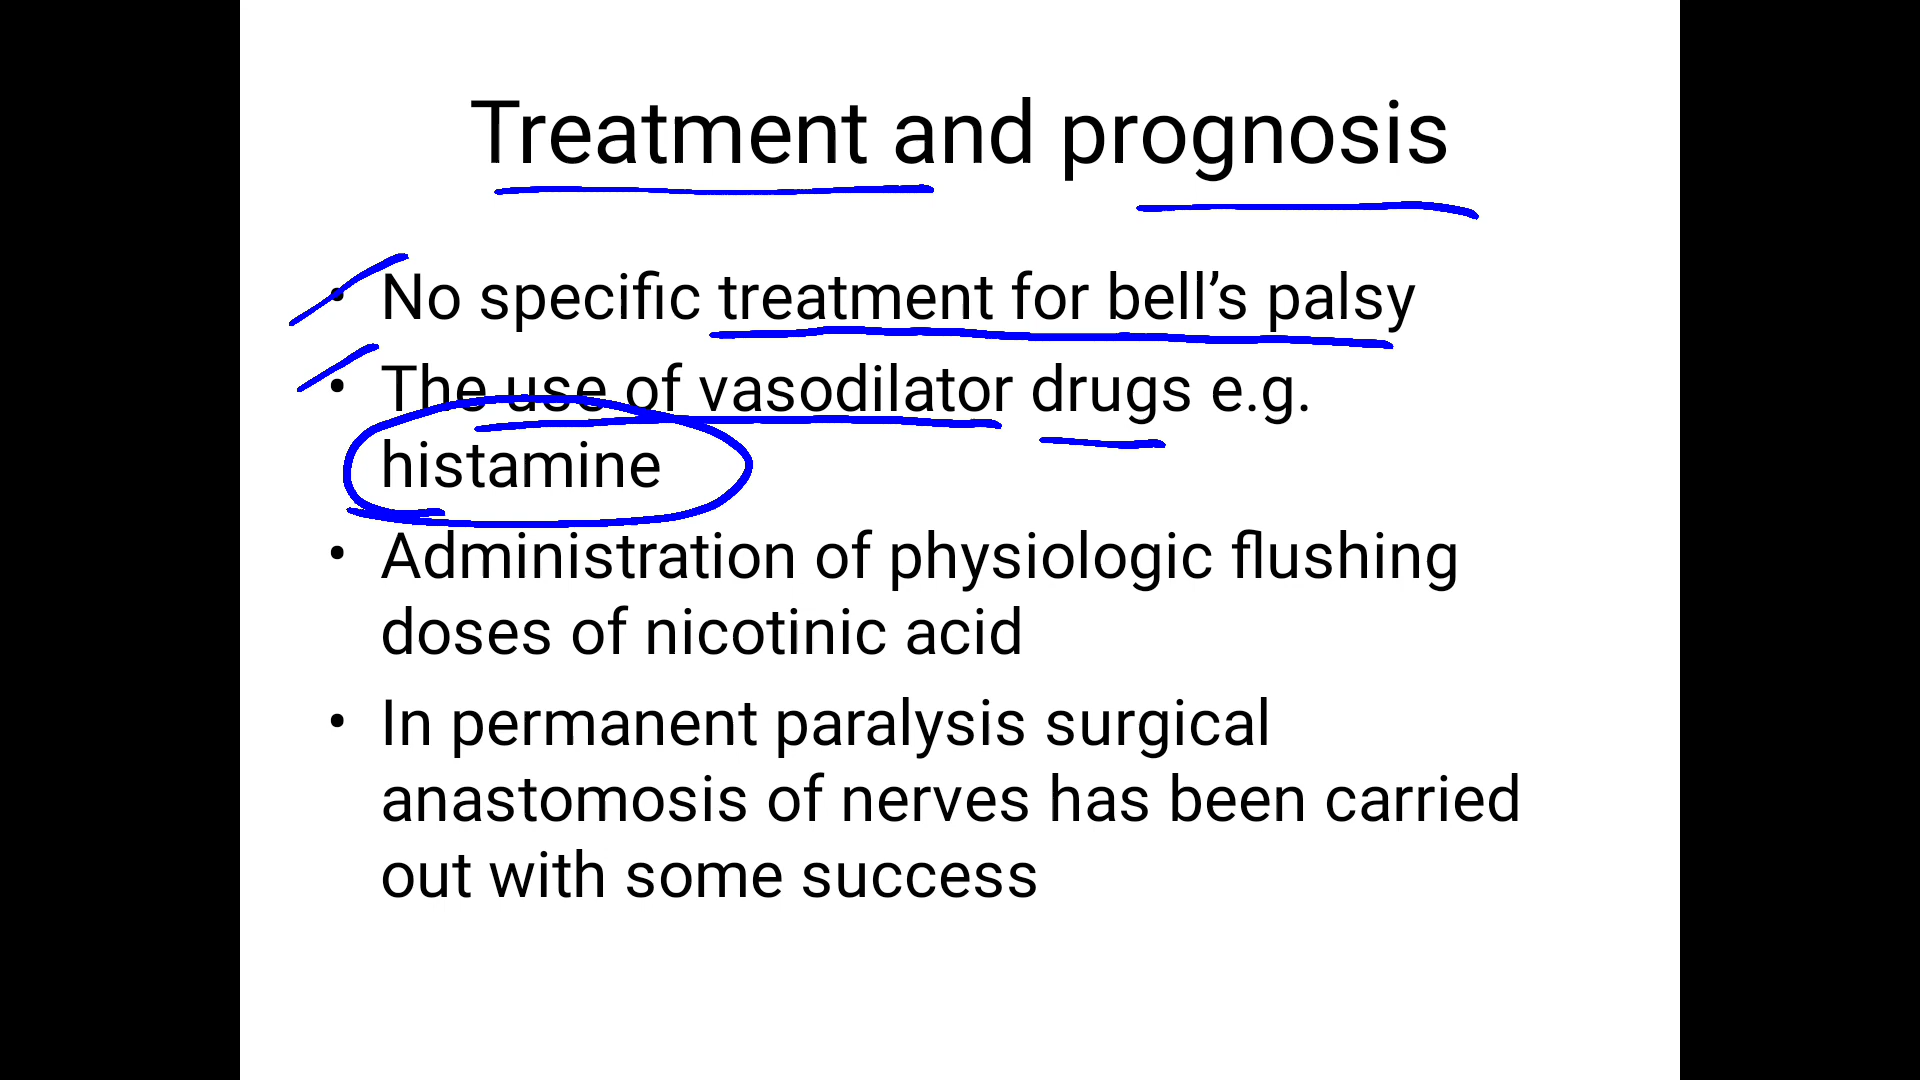 Treatment and prognosis
• No specific treatment for bell’s palsy
• The use of vasodilator drugs e.g.
histamine
• Administration of physiologic flushing
doses of nicotinic acid
• In permanent paralysis surgical
anastomosis of nerves has been carried
out with some success